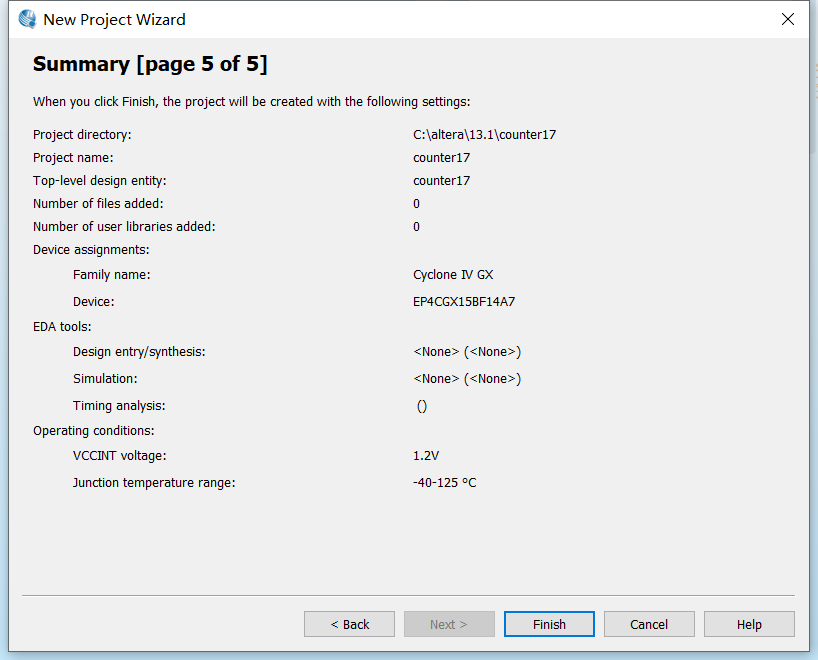 New Project Wizard
Summary [page 5 of 5]
When you click Finish, the project will be created with the following settings:
Project directory: C:\altera\13.1\counter17
Project name: counter17
Top-level design entity: counter17
Number of files added: 0
Number of user libraries added: 0
Device assignments:
Family name: Cyclone IV GX
Device: EP4CGX15BF14A7
EDA tools:
Design entry/synthesis: <None> (<None>)
Simulation: <None> (<None>)
Timing analysis: ()
Operating conditions:
VCCINT voltage: 1.2V
Junction temperature range: -40-125 ºC
< Back Next > Finish Cancel Help